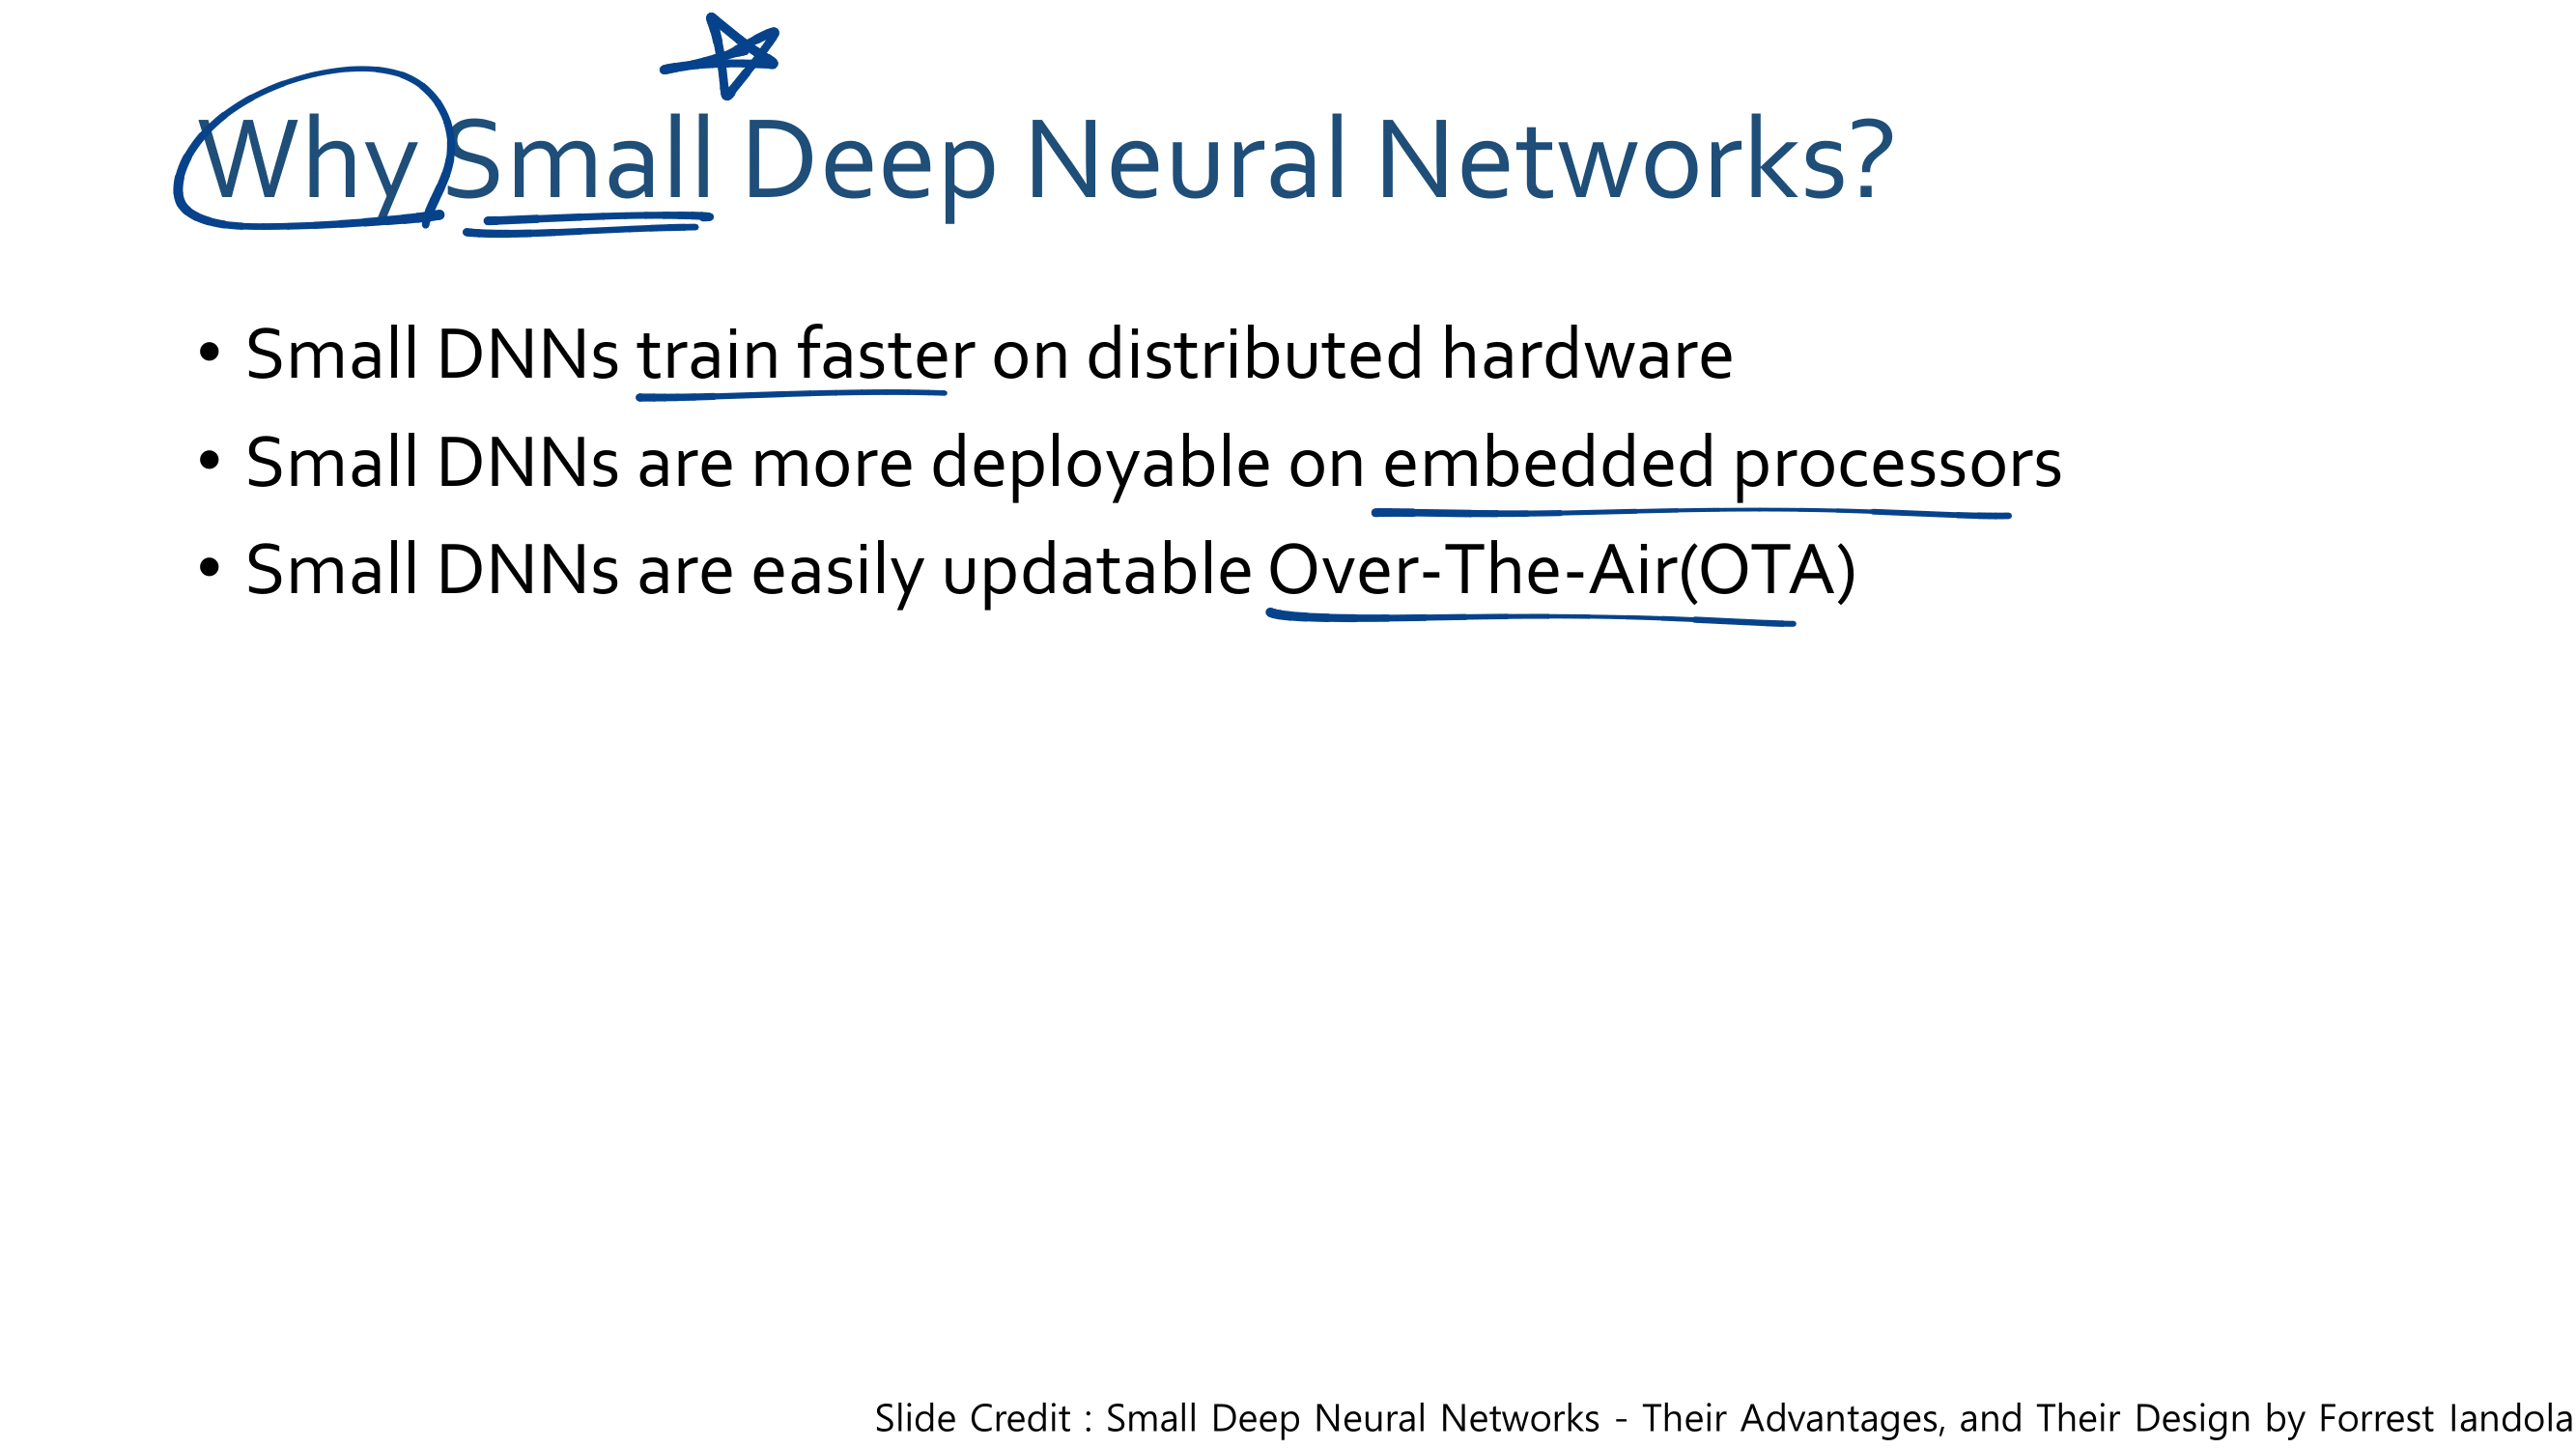 Why Small Deep Neural Networks?
• Small DNNs train faster on distributed hardware
• Small DNNs are more deployable on embedded processors
• Small DNNs are easily updatable Over-The-Air(OTA)
Slide Credit : Small Deep Neural Networks - Their Advantages, and Their Design by Forrest Iandola